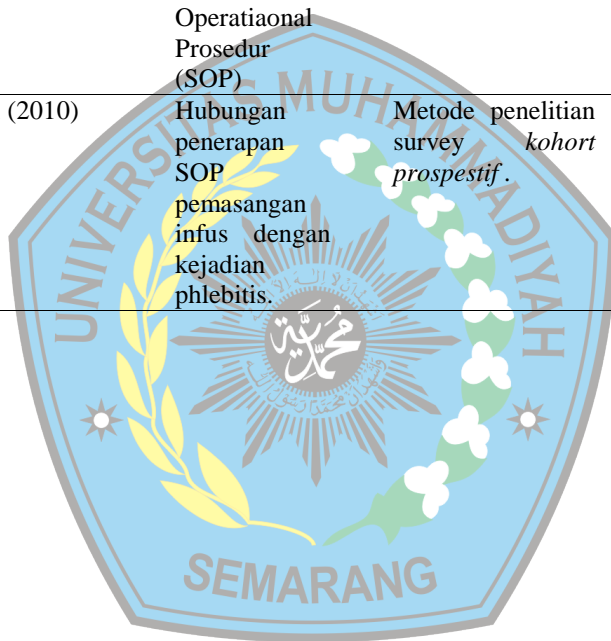 Operatiaonal
Prosedur
(SOP)
(2010) Hubungan Metode penelitian
penerapan survey kohort
SOP prospestif .
pemasangan
infus dengan
kejadian
phlebitis.
UNIVERSITAS MUHAMMADIYAH
محمدية
SEMARANG